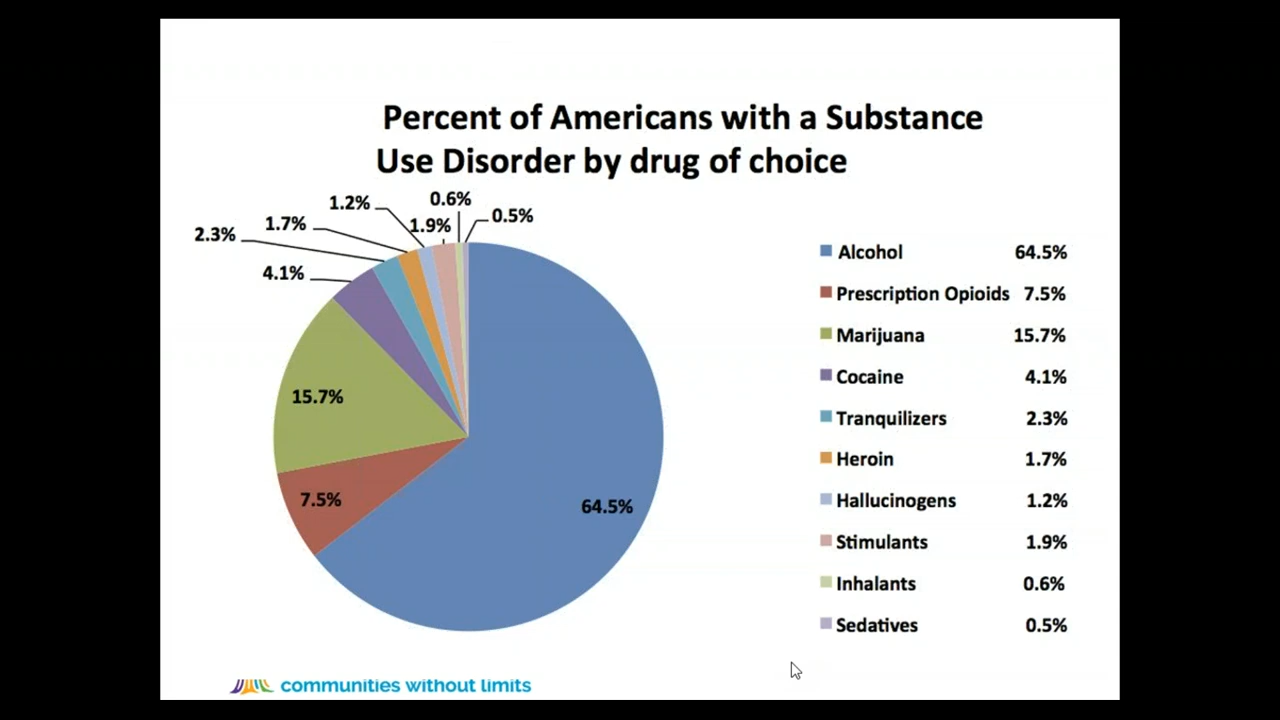 Percent of Americans with a Substance
Use Disorder by drug of choice
0.6%
1.2%
0.5%
1.7%
1.9%
2.3%
4.1%
15.7%
7.5%
64.5%
Alcohol 64.5%
Prescription Opioids 7.5%
Marijuana 15.7%
Cocaine 4.1%
Tranquilizers 2.3%
Heroin 1.7%
Hallucinogens 1.2%
Stimulants 1.9%
Inhalants 0.6%
Sedatives 0.5%
communities without limits